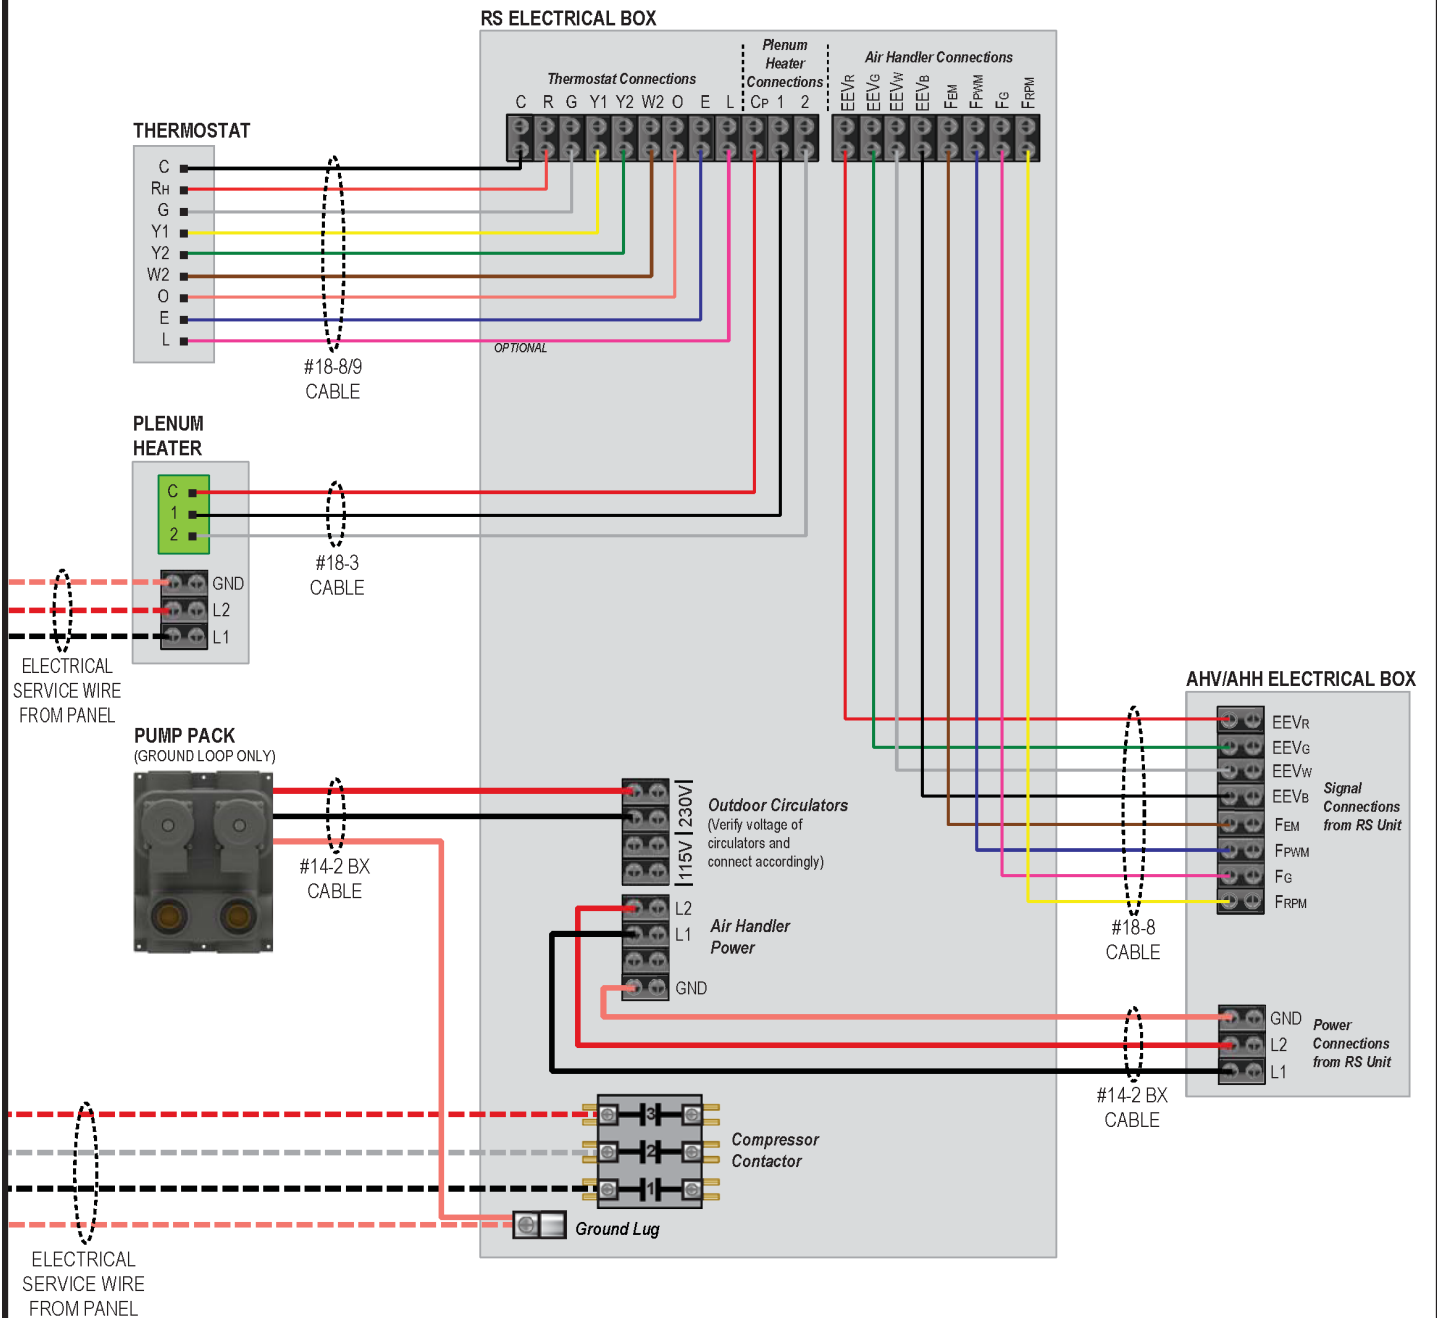 RS ELECTRICAL BOX
Thermostat Connections
Plenum
Heater
Connections
Air Handler Connections
C R G Y1 Y2 W2 O E L CP 1 2
EEVR EEVG EEVW EEVB FEM FPWM FG FRPM
THERMOSTAT
C
RH
G
Y1
Y2
W2
O
E
L
OPTIONAL
#18-8/9
CABLE
PLENUM
HEATER
C
1
2
#18-3
CABLE
GND
L2
L1
ELECTRICAL
SERVICE WIRE
FROM PANEL
AHV/AHH ELECTRICAL BOX
EEVR
EEVG
EEVW
EEVB
FEM
FPWM
FG
FRPM
Signal
Connections
from RS Unit
#18-8
CABLE
PUMP PACK
(GROUND LOOP ONLY)
#14-2 BX
CABLE
230V
115V
Outdoor Circulators
(Verify voltage of
circulators and
connect accordingly)
L2
L1
GND
Air Handler
Power
GND
L2
L1
Power
Connections
from RS Unit
#14-2 BX
CABLE
3
2
1
Compressor
Contactor
Ground Lug
ELECTRICAL
SERVICE WIRE
FROM PANEL